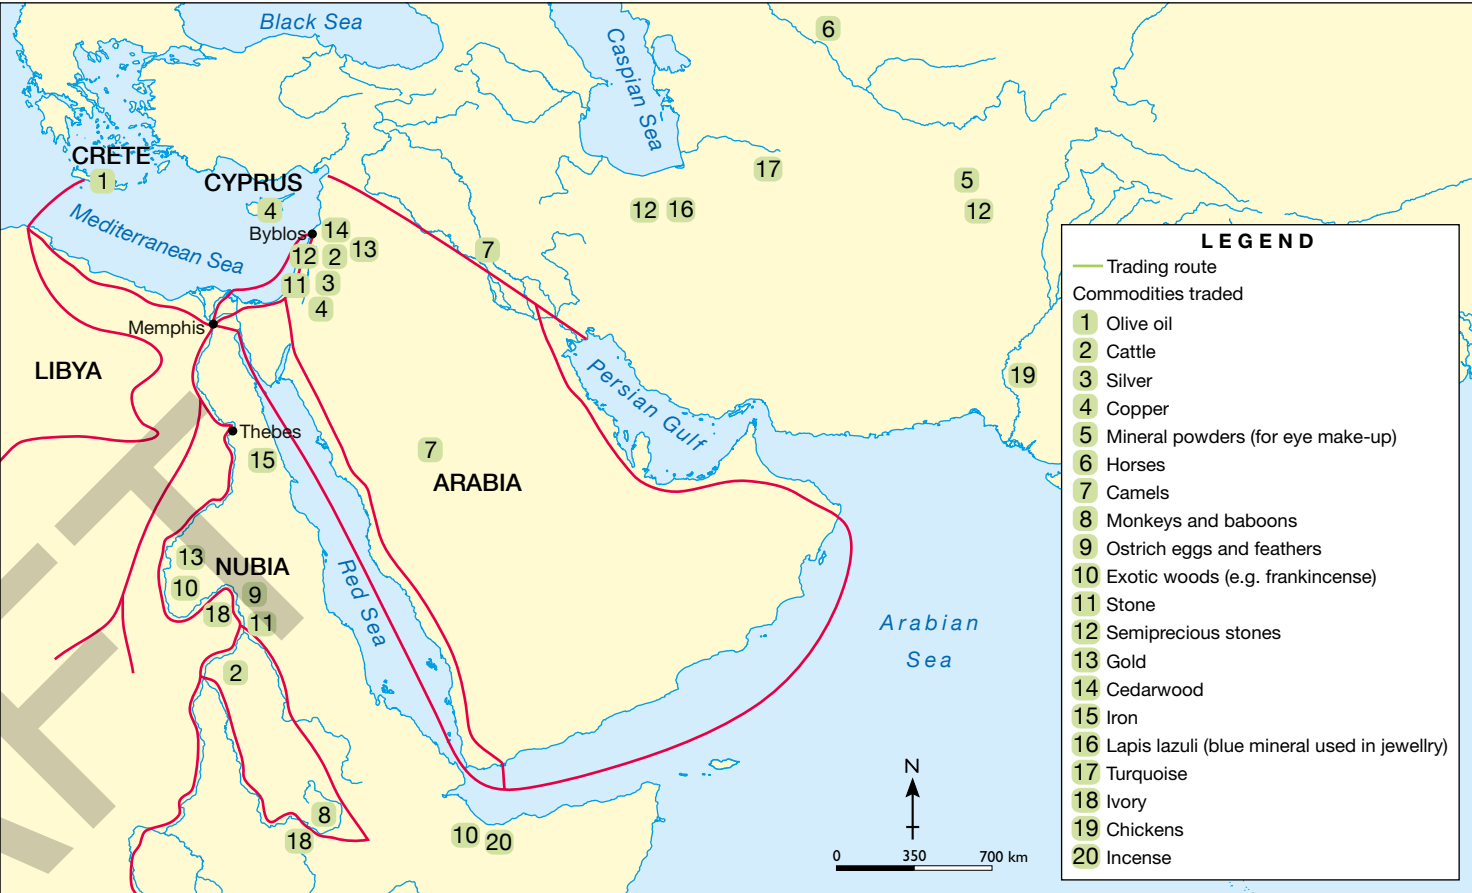 Black Sea
6
Caspian Sea
CRETE
1
17
CYPRUS
5
4
12 16
12
Mediterranean Sea
Byblos
14
13
12
2
7
11
3
4
Memphis
LIBYA
Persian Gulf
19
Thebes
7
15
ARABIA
13
NUBIA
10
9
18
11
Red Sea
Arabian
Sea
2
8
18
10
20
N
0 350 700 km
LEGEND
Trading route
Commodities traded
1 Olive oil
2 Cattle
3 Silver
4 Copper
5 Mineral powders (for eye make-up)
6 Horses
7 Camels
8 Monkeys and baboons
9 Ostrich eggs and feathers
10 Exotic woods (e.g. frankincense)
11 Stone
12 Semiprecious stones
13 Gold
14 Cedarwood
15 Iron
16 Lapis lazuli (blue mineral used in jewellry)
17 Turquoise
18 Ivory
19 Chickens
20 Incense